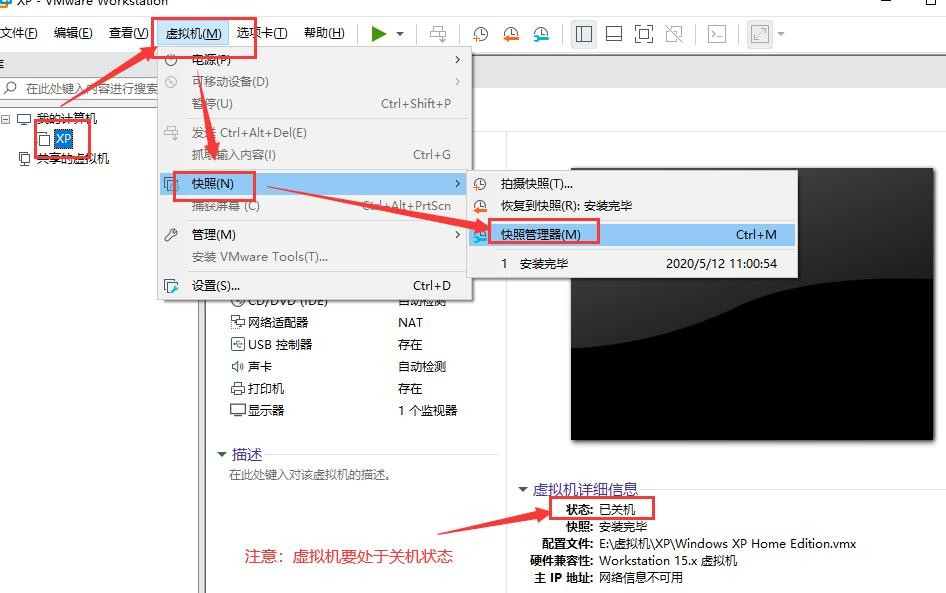 XP - VMware Workstation
文件(F) 编辑(E) 查看(V) 虚拟机(M) 选项卡(T) 帮助(H)
库
在此处键入内容进行搜索
我的计算机
XP
共享的虚拟机
电源(P)
可移动设备(D)
暂停(U) Ctrl+Shift+P
发送 Ctrl+Alt+Del(E)
抓取输入内容(I) Ctrl+G
快照(N)
捕获屏幕 (C) Ctrl+Alt+PrtScn
管理(M)
安装 VMware Tools(T)...
设置(S)... Ctrl+D
拍摄快照(T)...
恢复到快照(R): 安装完毕
快照管理器(M) Ctrl+M
1 安装完毕 2020/5/12 11:00:54
CD/DVD (IDE) 自动检测
网络适配器 NAT
USB 控制器 存在
声卡 自动检测
打印机 存在
显示器 1 个监视器
描述
在此处键入对该虚拟机的描述。
注意：虚拟机要处于关机状态
虚拟机详细信息
状态: 已关机
快照: 安装完毕
配置文件: E:\虚拟机\XP\Windows XP Home Edition.vmx
硬件兼容性: Workstation 15.x 虚拟机
主 IP 地址: 网络信息不可用